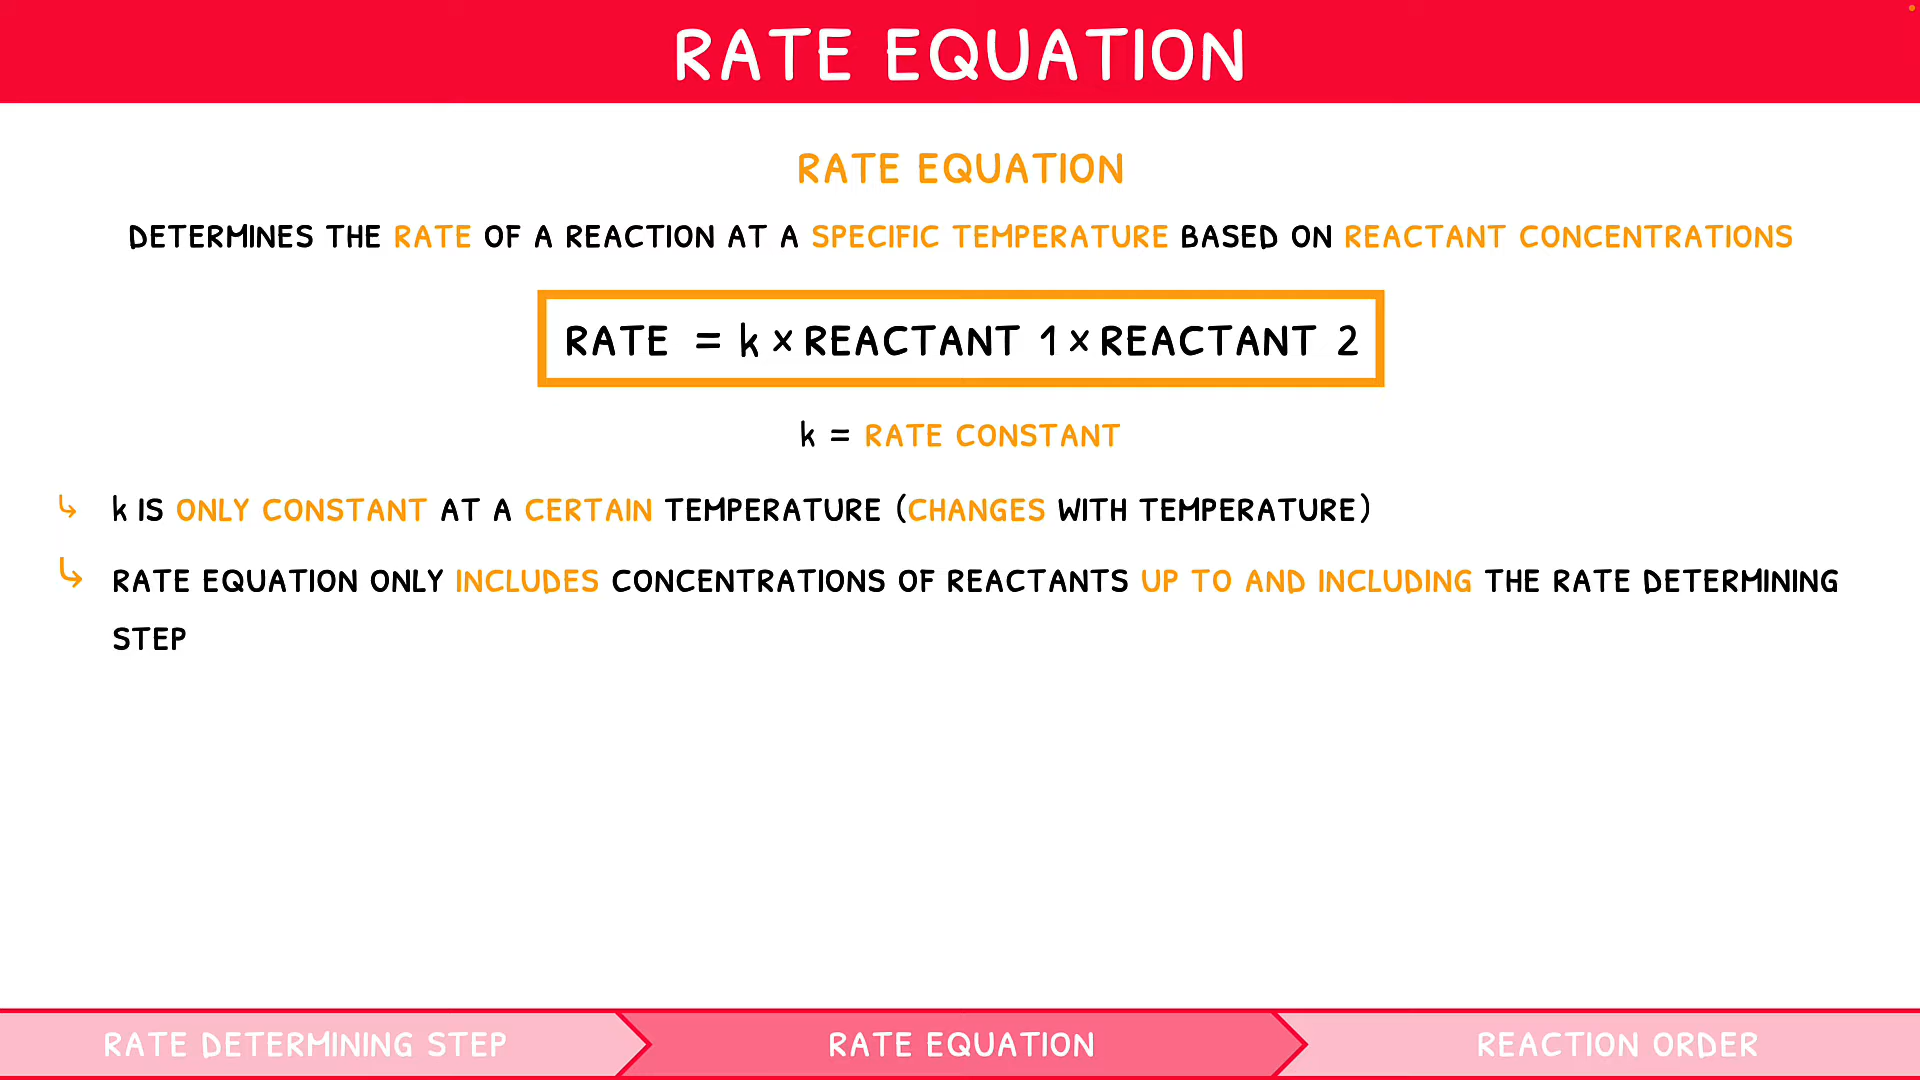 RATE EQUATION
RATE EQUATION
DETERMINES THE RATE OF A REACTION AT A SPECIFIC TEMPERATURE BASED ON REACTANT CONCENTRATIONS
RATE = k × REACTANT 1 × REACTANT 2
k = RATE CONSTANT
↳ k IS ONLY CONSTANT AT A CERTAIN TEMPERATURE (CHANGES WITH TEMPERATURE)
↳ RATE EQUATION ONLY INCLUDES CONCENTRATIONS OF REACTANTS UP TO AND INCLUDING THE RATE DETERMINING
STEP
RATE DETERMINING STEP
RATE EQUATION
REACTION ORDER